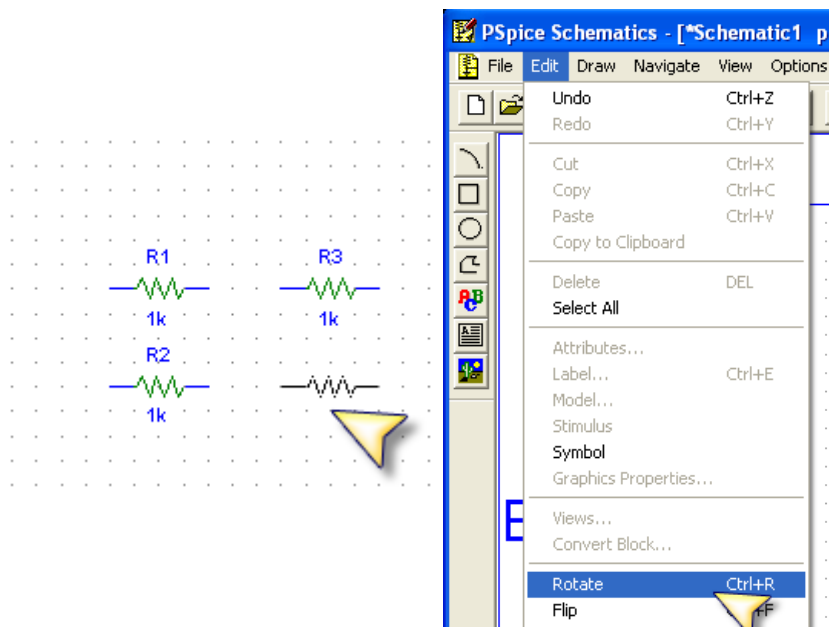 PSpice Schematics - [*Schematic1 p
File Edit Draw Navigate View Options
Undo Ctrl+Z
Redo Ctrl+Y
Cut Ctrl+X
Copy Ctrl+C
Paste Ctrl+V
Copy to Clipboard
Delete DEL
Select All
Attributes...
Label... Ctrl+E
Model...
Stimulus
Symbol
Graphics Properties...
Views...
Convert Block...
Rotate Ctrl+R
Flip
ABC
R1 R3
1k 1k
R2
1k